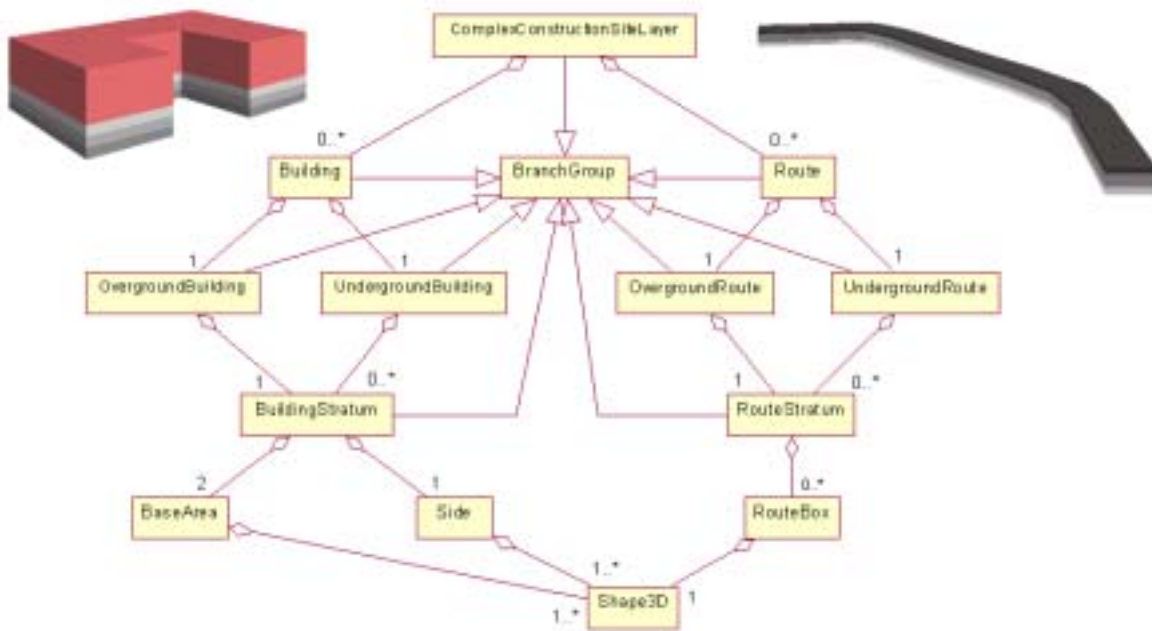 ComplexConstructionSiteLayer
0..*
0..*
Building
BranchGroup
Route
1
1
1
1
OvergroundBuilding
UndergroundBuilding
OvergroundRoute
UndergroundRoute
1
0..*
1
0..*
BuildingStratum
RouteStratum
2
1
0..*
BaseArea
Side
RouteBox
1..*
1..*
Shape3D
1